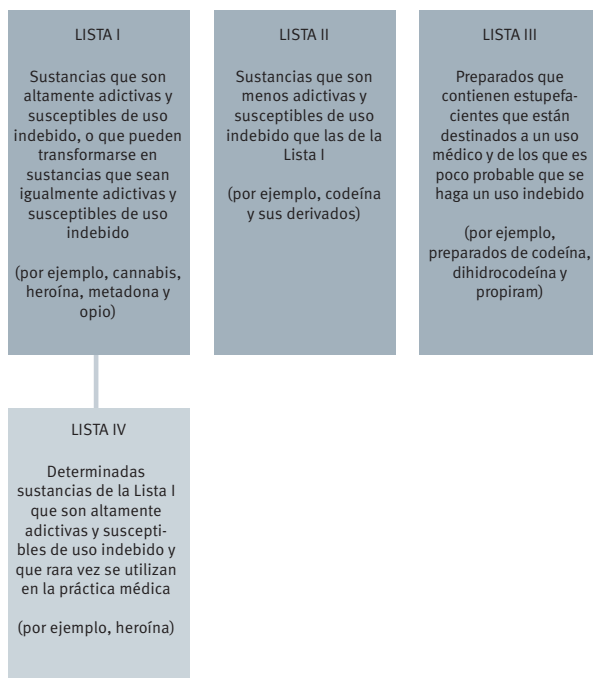 LISTA I
Sustancias que son
altamente adictivas y
susceptibles de uso
indebido, o que pueden
transformarse en
sustancias que sean
igualmente adictivas y
susceptibles de uso
indebido
(por ejemplo, cannabis,
heroína, metadona y
opio)
LISTA II
Sustancias que son
menos adictivas y
susceptibles de uso
indebido que las de la
Lista I
(por ejemplo, codeína
y sus derivados)
LISTA III
Preparados que
contienen estupefa-
cientes que están
destinados a un uso
médico y de los que es
poco probable que se
haga un uso indebido
(por ejemplo,
preparados de codeína,
dihidrocodeína y
propiram)
LISTA IV
Determinadas
sustancias de la Lista I
que son altamente
adictivas y suscepti-
bles de uso indebido y
que rara vez se utilizan
en la práctica médica
(por ejemplo, heroína)